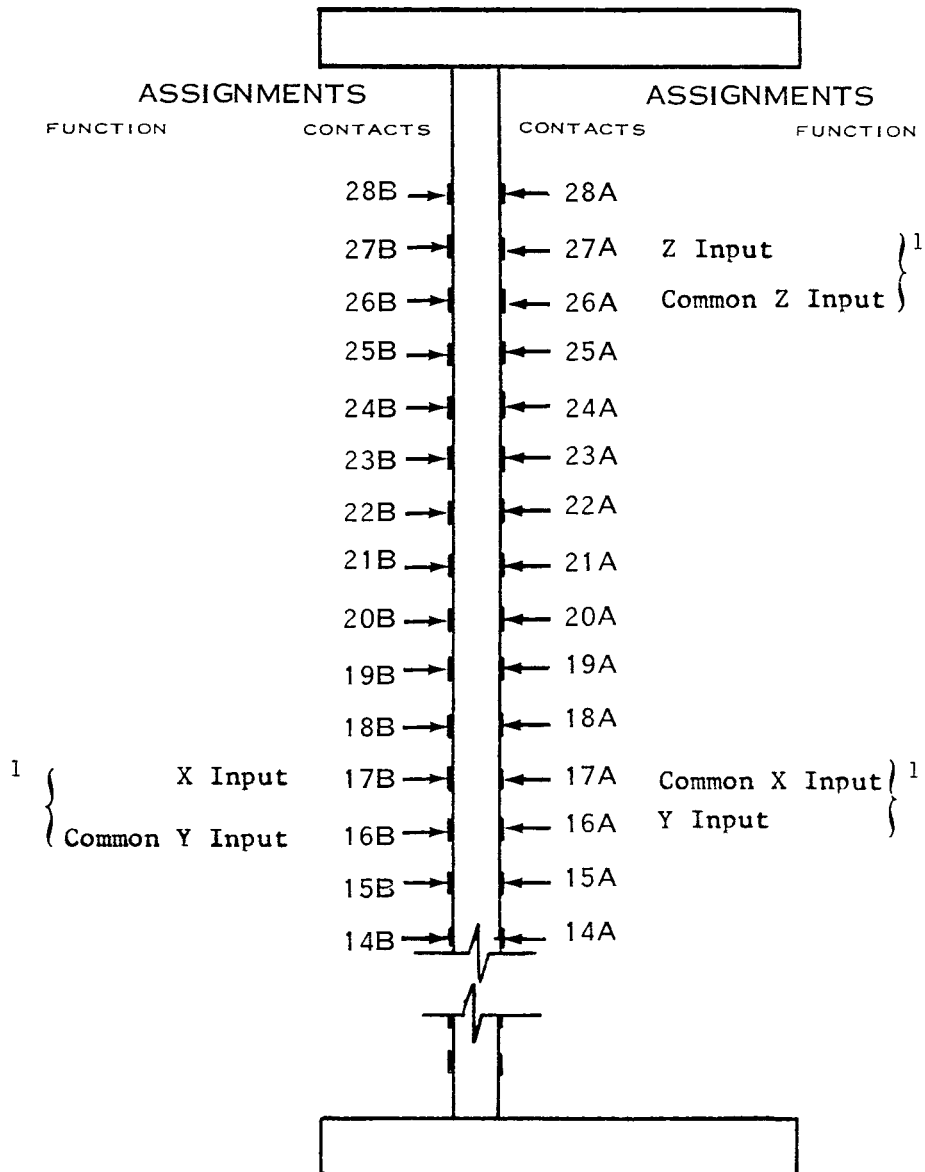 ASSIGNMENTS ASSIGNMENTS
FUNCTION CONTACTS CONTACTS FUNCTION
28B 28A
27B 27A Z Input 1
26B 26A Common Z Input
25B 25A
24B 24A
23B 23A
22B 22A
21B 21A
20B 20A
19B 19A
18B 18A
1 X Input 17B 17A Common X Input 1
Common Y Input 16B 16A Y Input
15B 15A
14B 14A